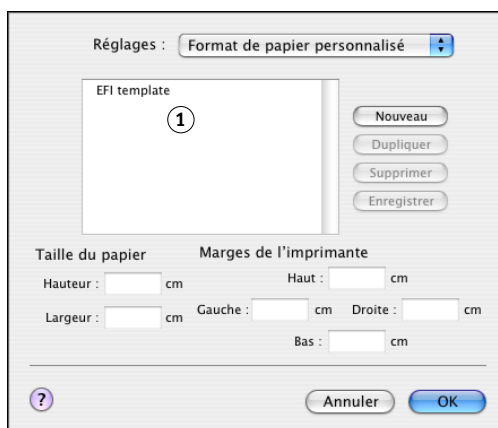 Réglages : Format de papier personnalisé
EFI template
1
Nouveau
Dupliquer
Supprimer
Enregistrer
Taille du papier
Marges de l'imprimante
Hauteur : cm
Haut : cm
Largeur : cm
Gauche : cm
Droite : cm
Bas : cm
?
Annuler
OK